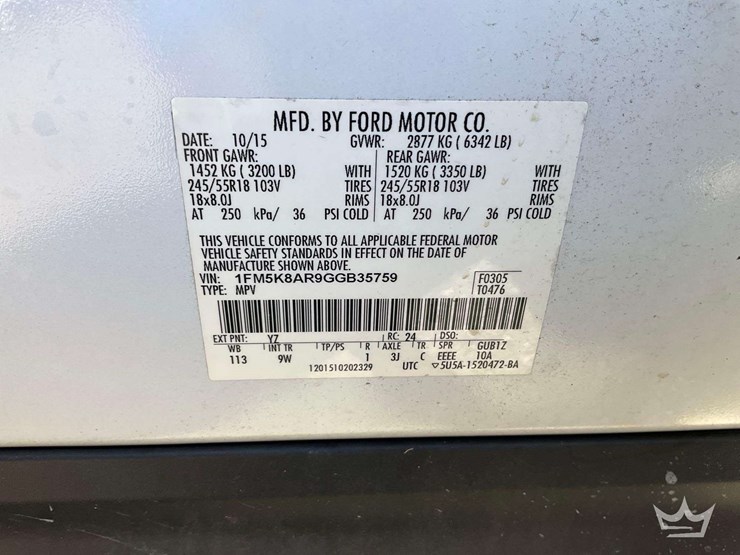 MFD. BY FORD MOTOR CO.
DATE: 10/15 GVWR: 2877 KG ( 6342 LB)
FRONT GAWR: REAR GAWR:
1452 KG ( 3200 LB) WITH 1520 KG ( 3350 LB) WITH
245/55R18 103V TIRES 245/55R18 103V TIRES
18x8.0J RIMS 18x8.0J RIMS
AT 250 kPa/ 36 PSI COLD AT 250 kPa/ 36 PSI COLD
THIS VEHICLE CONFORMS TO ALL APPLICABLE FEDERAL MOTOR
VEHICLE SAFETY STANDARDS IN EFFECT ON THE DATE OF
MANUFACTURE SHOWN ABOVE.
VIN: 1FM5K8AR9GGB35759 F0305
TYPE: MPV T0476
EXT PNT: YZ RC: 24 DSO:
WB INT TR TP/PS R AXLE TR SPR GUB1Z
113 9W 1 3J C EEEE 10A
1201510202329 UTC ▽5U5A-1520472-BA